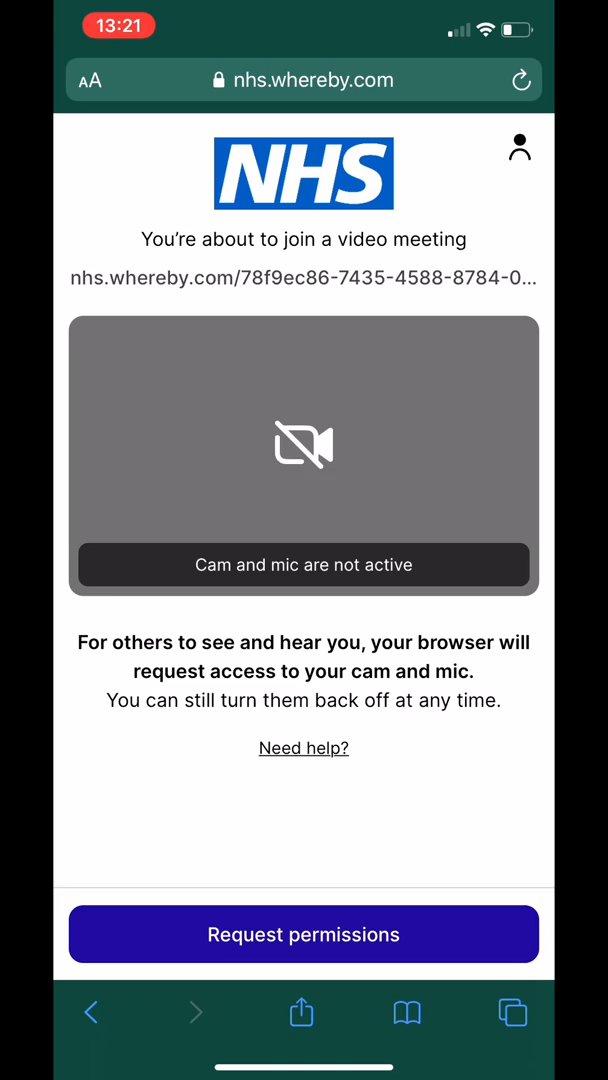 13:21
AA
nhs.whereby.com
NHS
You're about to join a video meeting
nhs.whereby.com/78f9ec86-7435-4588-8784-0...
Cam and mic are not active
For others to see and hear you, your browser will
request access to your cam and mic.
You can still turn them back off at any time.
Need help?
Request permissions